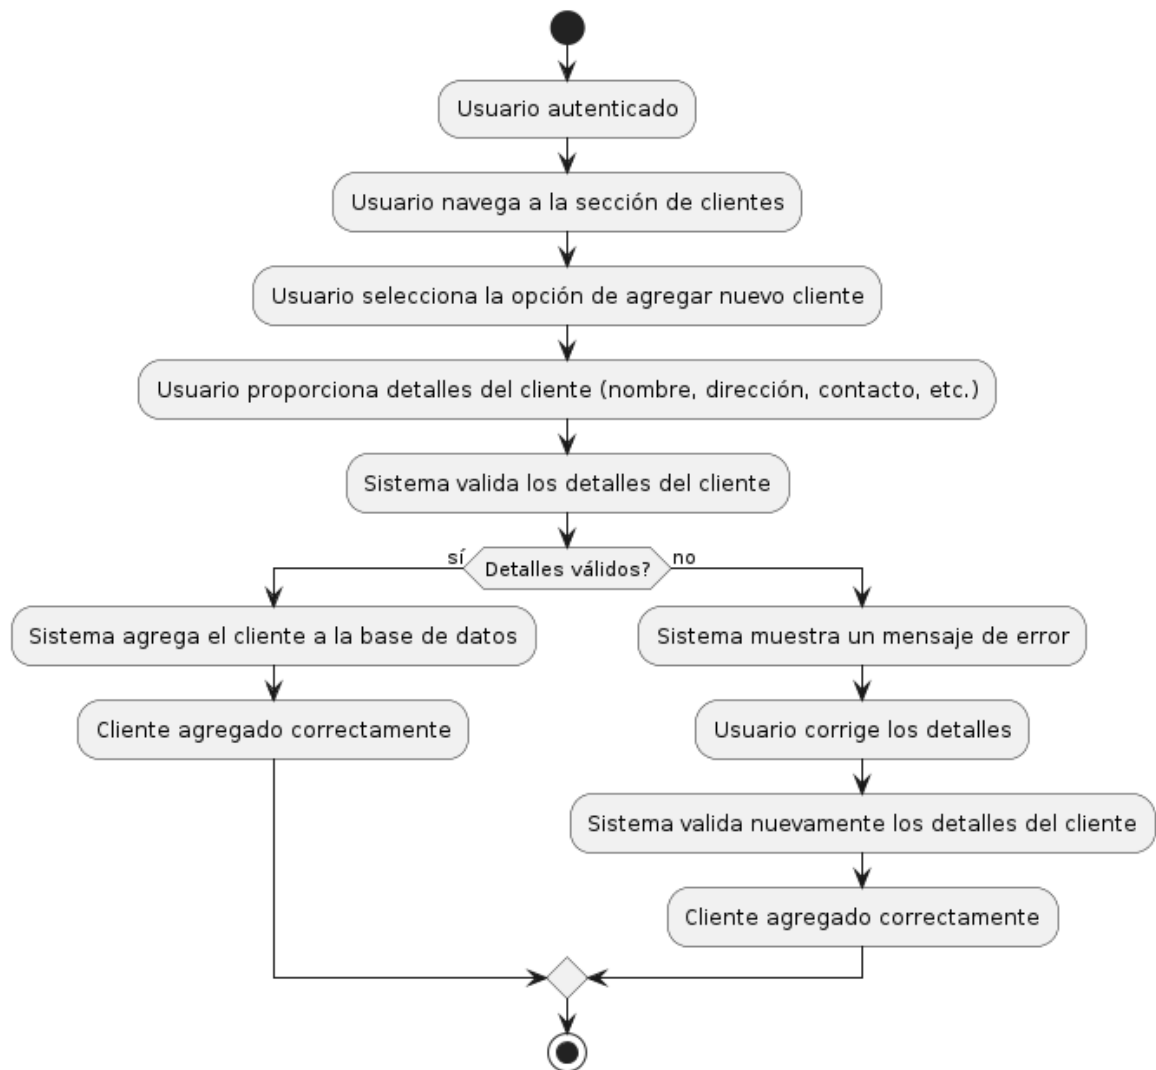 Usuario autenticado
Usuario navega a la sección de clientes
Usuario selecciona la opción de agregar nuevo cliente
Usuario proporciona detalles del cliente (nombre, dirección, contacto, etc.)
Sistema valida los detalles del cliente
sí
Detalles válidos?
no
Sistema agrega el cliente a la base de datos
Cliente agregado correctamente
Sistema muestra un mensaje de error
Usuario corrige los detalles
Sistema valida nuevamente los detalles del cliente
Cliente agregado correctamente